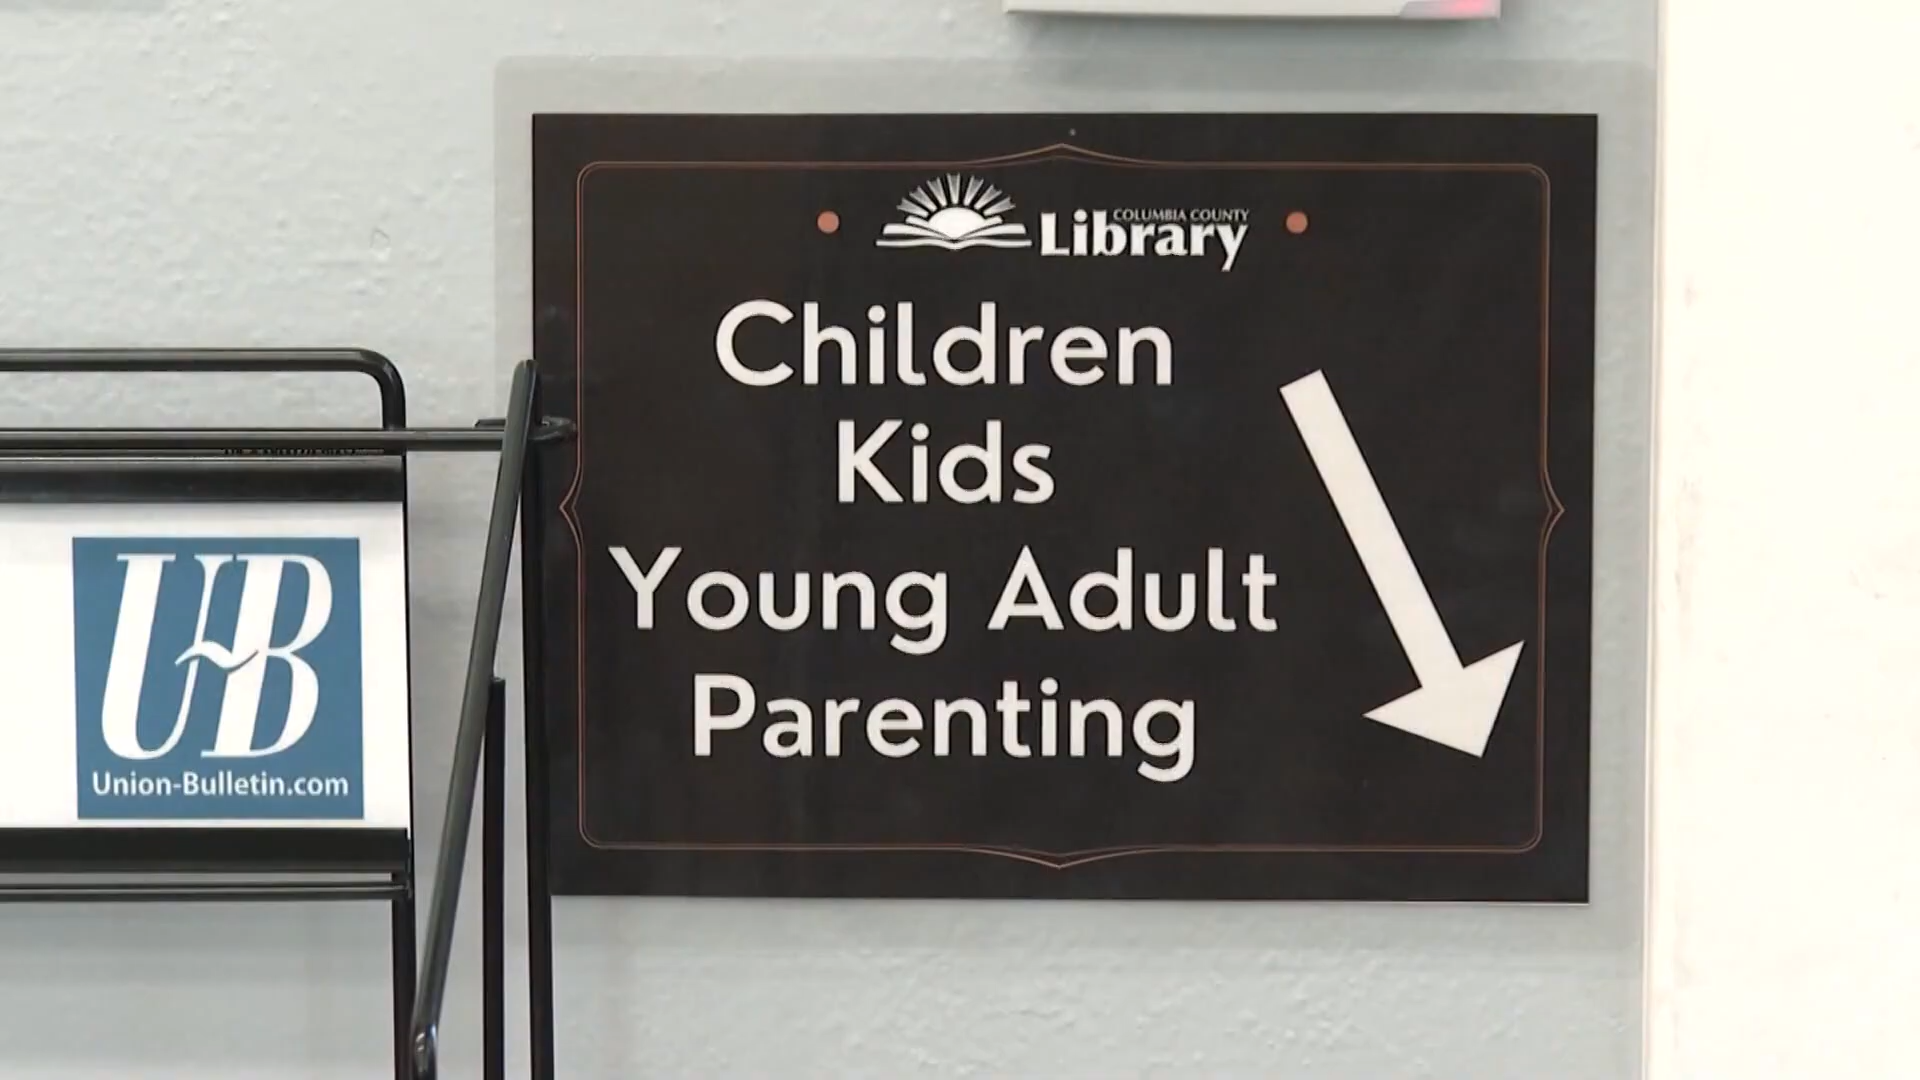 COLUMBIA COUNTY
Library
Children
Kids
Young Adult
Parenting
UB
Union-Bulletin.com